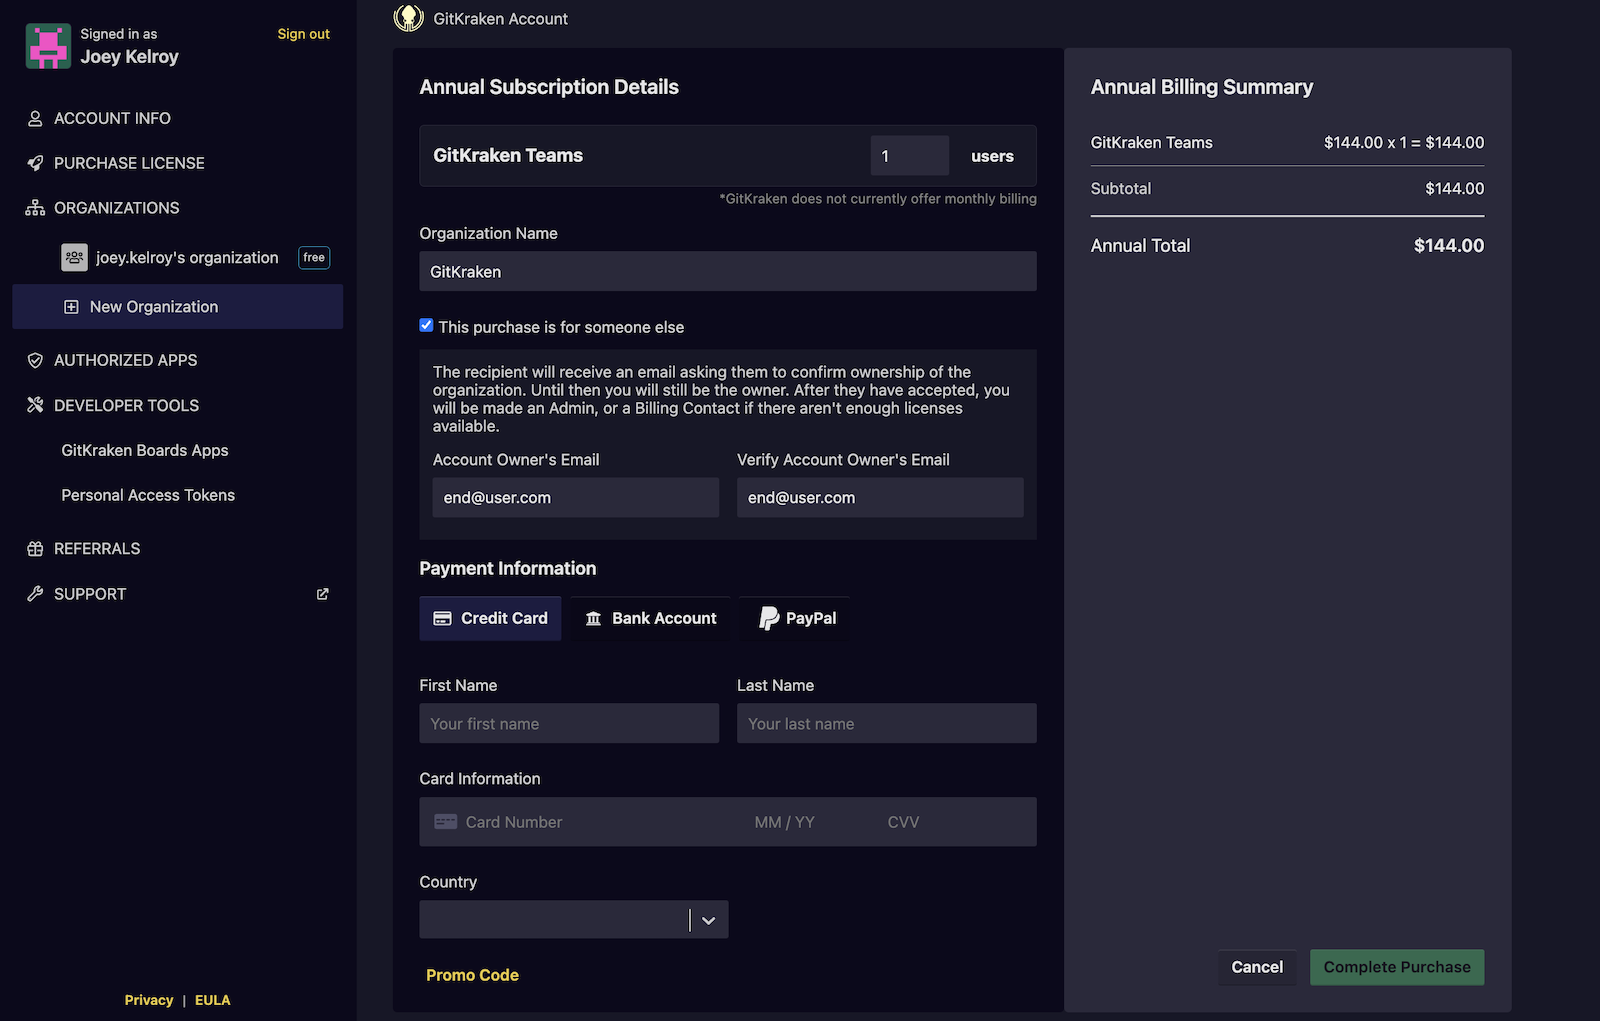 Signed in as
Joey Kelroy
Sign out
ACCOUNT INFO
PURCHASE LICENSE
ORGANIZATIONS
joey.kelroy's organization
free
New Organization
AUTHORIZED APPS
DEVELOPER TOOLS
GitKraken Boards Apps
Personal Access Tokens
REFERRALS
SUPPORT
Privacy | EULA
GitKraken Account
Annual Subscription Details
GitKraken Teams 1 users
*GitKraken does not currently offer monthly billing
Organization Name
GitKraken
This purchase is for someone else
The recipient will receive an email asking them to confirm ownership of the
organization. Until then you will still be the owner. After they have accepted, you
will be made an Admin, or a Billing Contact if there aren't enough licenses
available.
Account Owner's Email Verify Account Owner's Email
end@user.com end@user.com
Payment Information
Credit Card Bank Account PayPal
First Name Last Name
Your first name Your last name
Card Information
Card Number MM / YY CVV
Country
Promo Code
Annual Billing Summary
GitKraken Teams $144.00 x 1 = $144.00
Subtotal $144.00
Annual Total $144.00
Cancel Complete Purchase